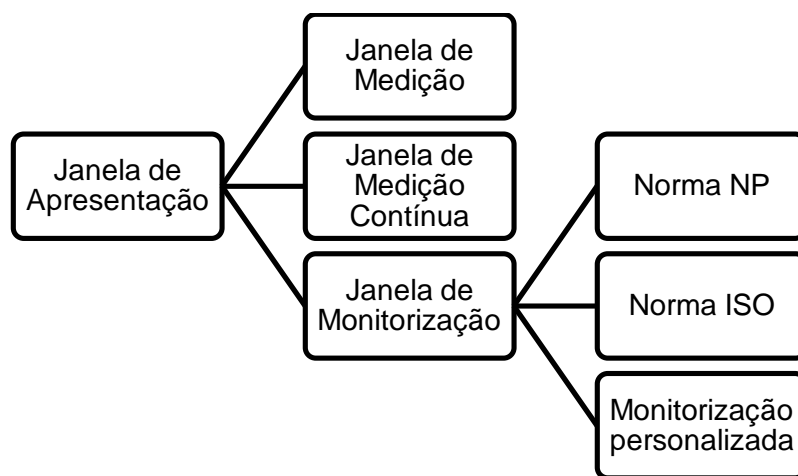 Janela de
Apresentação
Janela de
Medição
Janela de
Medição
Contínua
Janela de
Monitorização
Norma NP
Norma ISO
Monitorização
personalizada